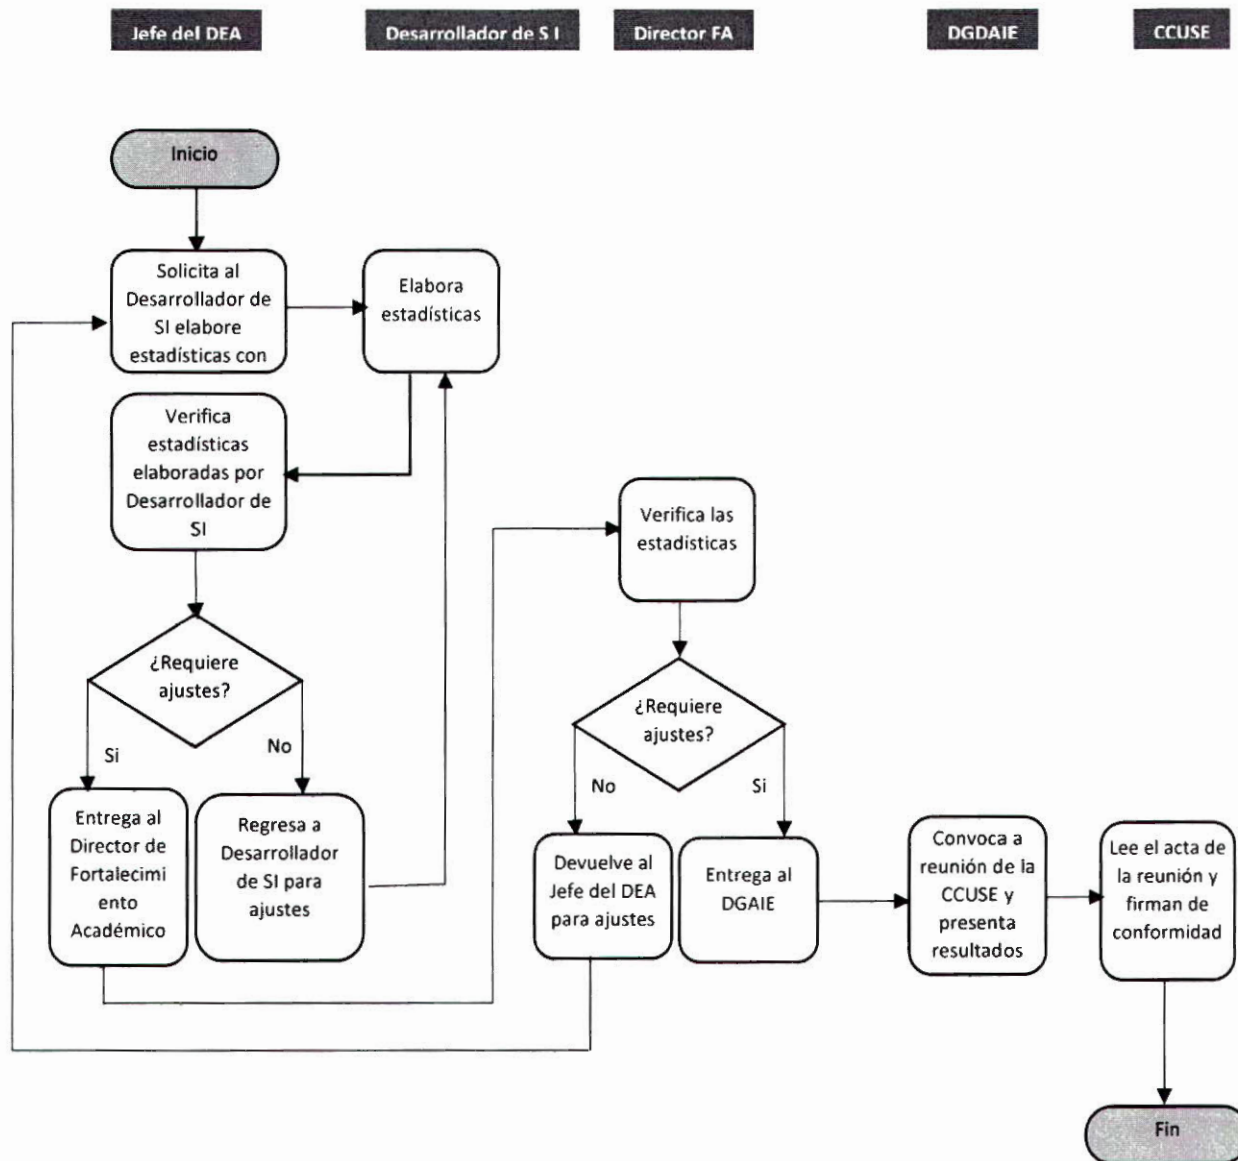 Jefe del DEA
Desarrollador de S I
Director FA
DGDAIE
CCUSE
Inicio
Solicita al
Desarrollador de
SI elabore
estadísticas con
Elabora
estadísticas
Verifica
estadísticas
elaboradas por
Desarrollador de
SI
Verifica las
estadísticas
¿Requiere
ajustes?
Si
No
¿Requiere
ajustes?
No
Si
Entrega al
Director de
Fortalecimi
ento
Académico
Regresa a
Desarrollador
de SI para
ajustes
Devuelve al
Jefe del DEA
para ajustes
Entrega al
DGAIE
Convoca a
reunión de la
CCUSE y
presenta
resultados
Lee el acta de
la reunión y
firman de
conformidad
Fin